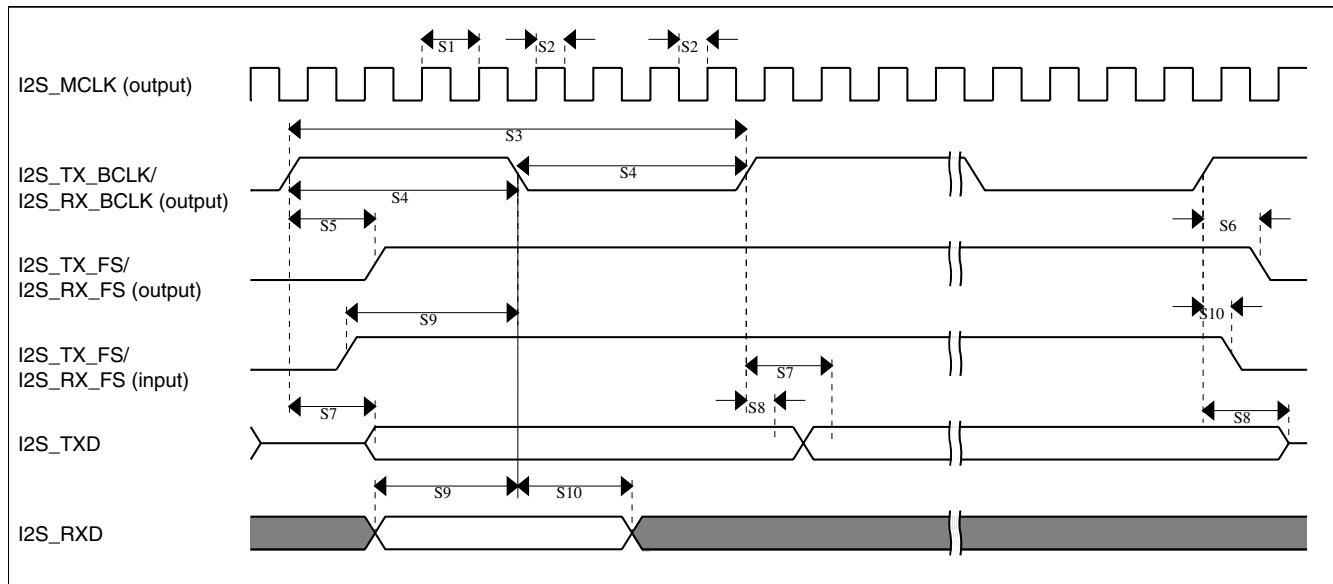 S1
S2
S2
I2S_MCLK (output)
S3
I2S_TX_BCLK/
I2S_RX_BCLK (output)
S4
S4
S5
S6
I2S_TX_FS/
I2S_RX_FS (output)
S10
S9
I2S_TX_FS/
I2S_RX_FS (input)
S7
S7
S8
S8
I2S_TXD
S9
S10
I2S_RXD